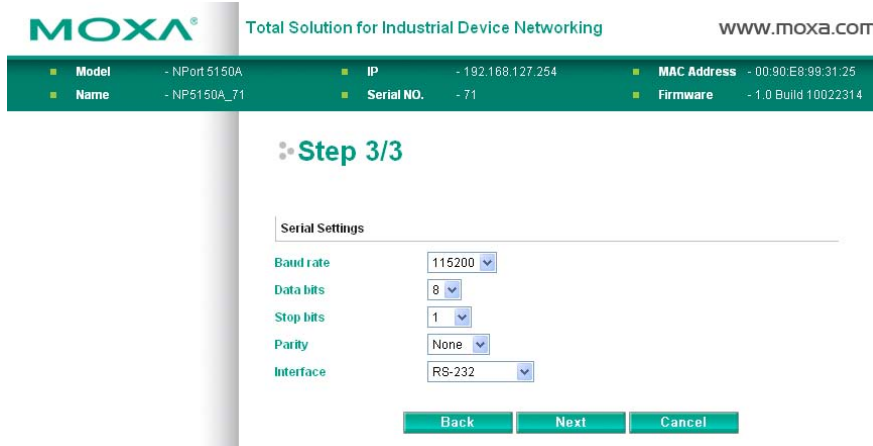 MOXA®
Total Solution for Industrial Device Networking
www.moxa.com
Model - NPort 5150A
IP - 192.168.127.254
MAC Address - 00:90:E8:99:31:25
Name - NP5150A_71
Serial NO. - 71
Firmware - 1.0 Build 10022314
Step 3/3
Serial Settings
Baud rate 115200
Data bits 8
Stop bits 1
Parity None
Interface RS-232
Back
Next
Cancel